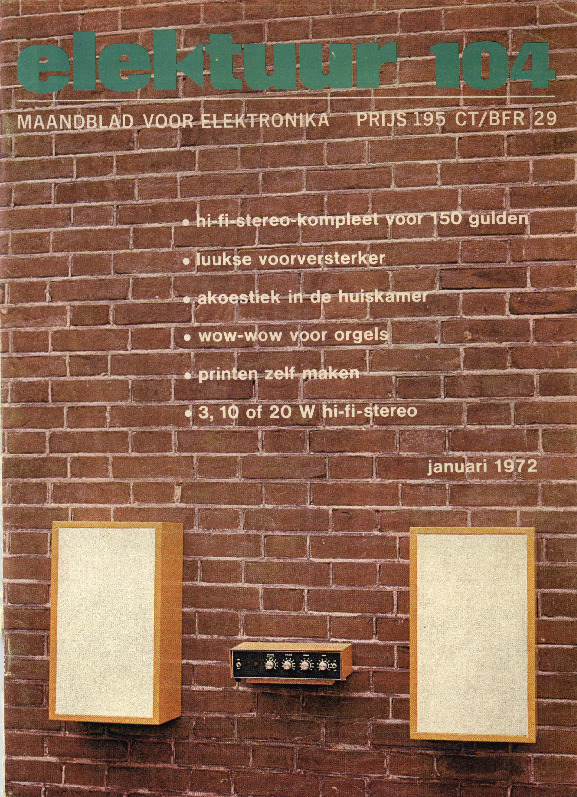 elektuur 104
MAANDBLAD VOOR ELEKTRONIKA PRIJS 195 CT/BFR 29
• hi-fi-stereo-kompleet voor 150 gulden
• luukse voorversterker
• akoestiek in de huiskamer
• wow-wow voor orgels
• printen zelf maken
• 3, 10 of 20 W hi-fi-stereo
januari 1972